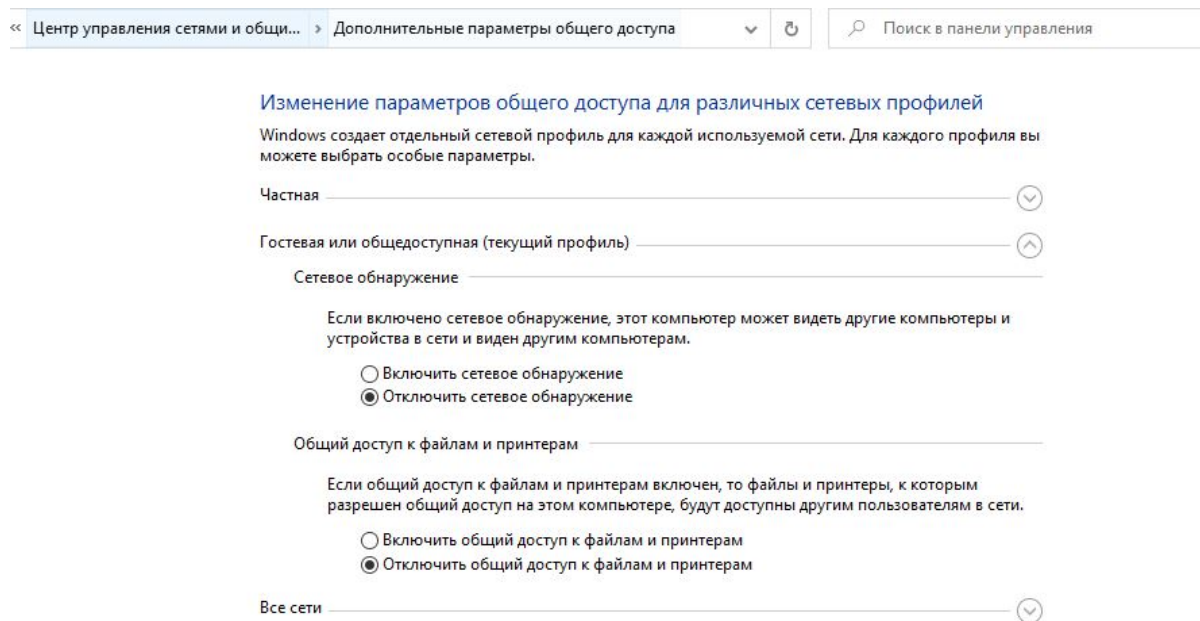 « Центр управления сетями и общи... › Дополнительные параметры общего доступа
Поиск в панели управления
Изменение параметров общего доступа для различных сетевых профилей
Windows создает отдельный сетевой профиль для каждой используемой сети. Для каждого профиля вы
можете выбрать особые параметры.
Частная
Гостевая или общедоступная (текущий профиль)
Сетевое обнаружение
Если включено сетевое обнаружение, этот компьютер может видеть другие компьютеры и
устройства в сети и виден другим компьютерам.
Включить сетевое обнаружение
Отключить сетевое обнаружение
Общий доступ к файлам и принтерам
Если общий доступ к файлам и принтерам включен, то файлы и принтеры, к которым
разрешен общий доступ на этом компьютере, будут доступны другим пользователям в сети.
Включить общий доступ к файлам и принтерам
Отключить общий доступ к файлам и принтерам
Все сети